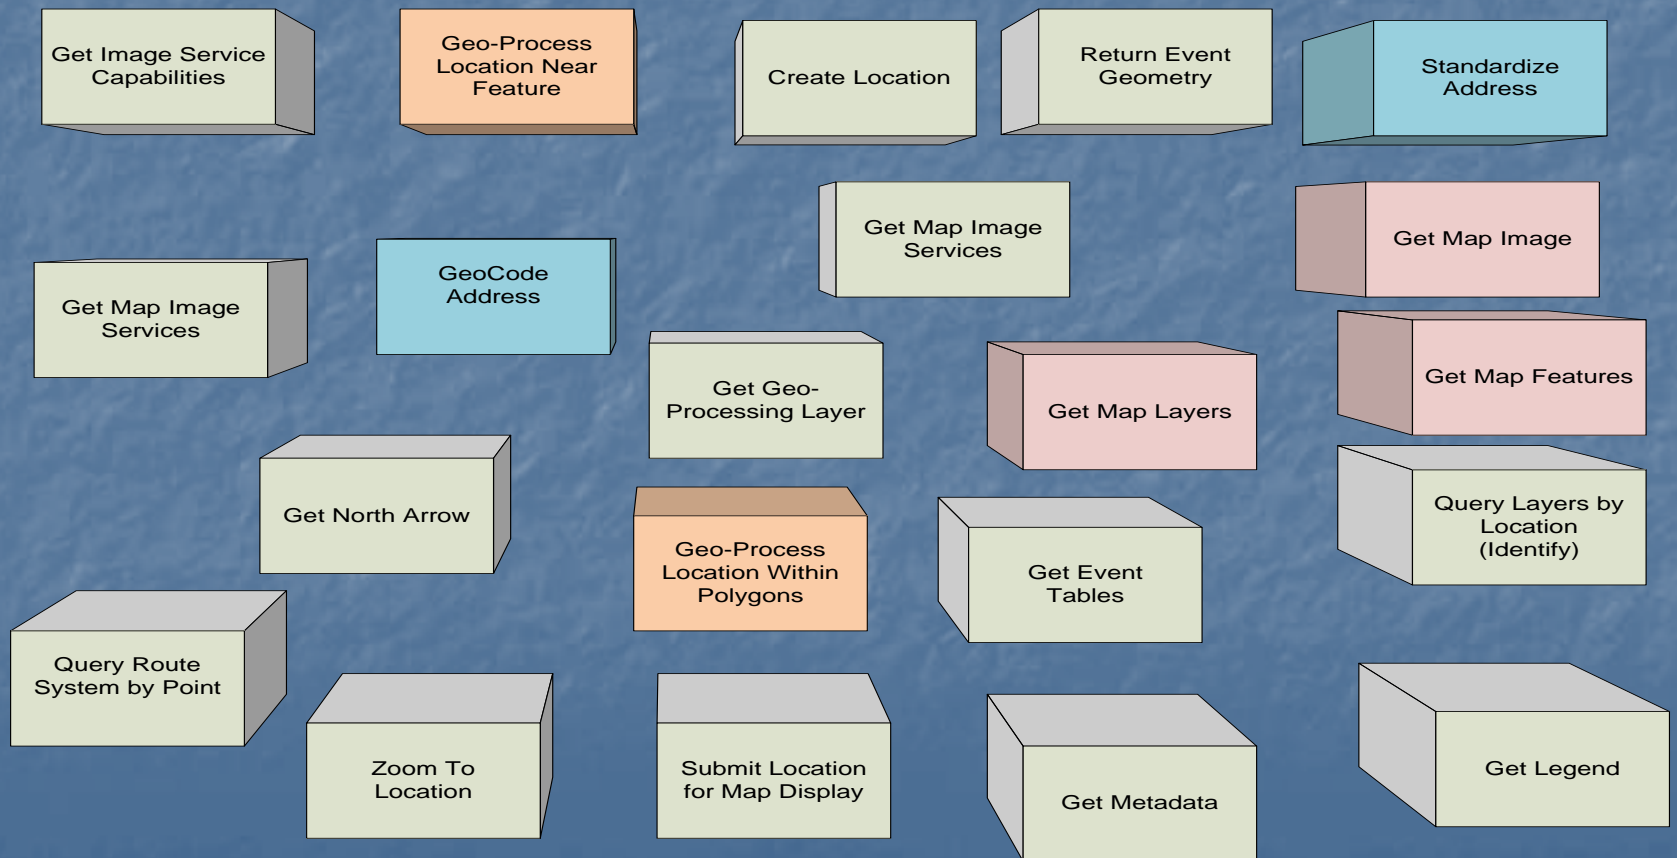 Get Image Service
Capabilities
Geo-Process
Location Near
Feature
Create Location
Return Event
Geometry
Standardize
Address
Get Map Image
Services
Get Map Image
Get Map Image
Services
GeoCode
Address
Get Geo-
Processing Layer
Get Map Layers
Get Map Features
Get North Arrow
Geo-Process
Location Within
Polygons
Get Event
Tables
Query Layers by
Location
(Identify)
Query Route
System by Point
Zoom To
Location
Submit Location
for Map Display
Get Metadata
Get Legend